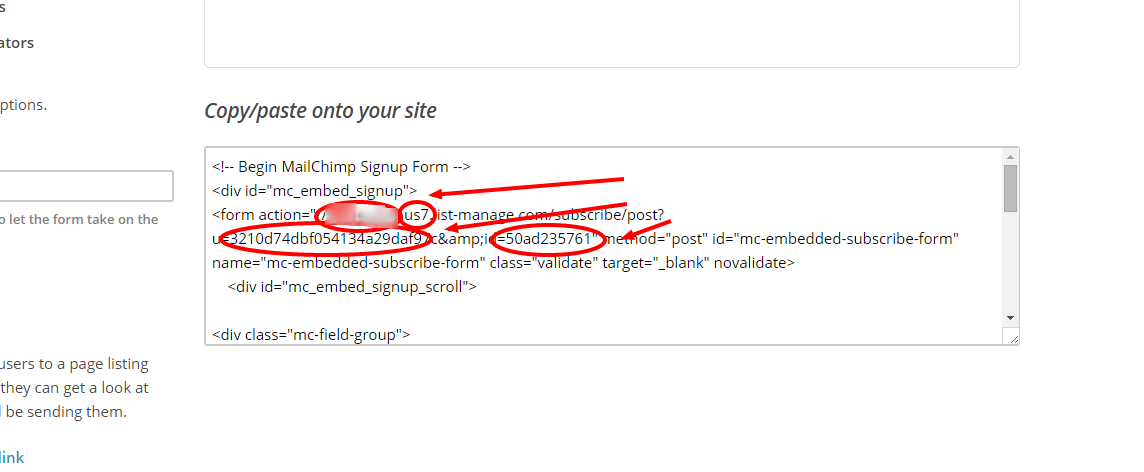 s
ators
ptions.
Copy/paste onto your site
<!-- Begin MailChimp Signup Form -->
<div id="mc_embed_signup">
<form action="/ us7.list-manage.com/subscribe/post?
u=3210d74dbf054134a29daf97c&amp;id=50ad235761" method="post" id="mc-embedded-subscribe-form"
name="mc-embedded-subscribe-form" class="validate" target="_blank" novalidate>
<div id="mc_embed_signup_scroll">
<div class="mc-field-group">
o let the form take on the
users to a page listing
they can get a look at
l be sending them.
link